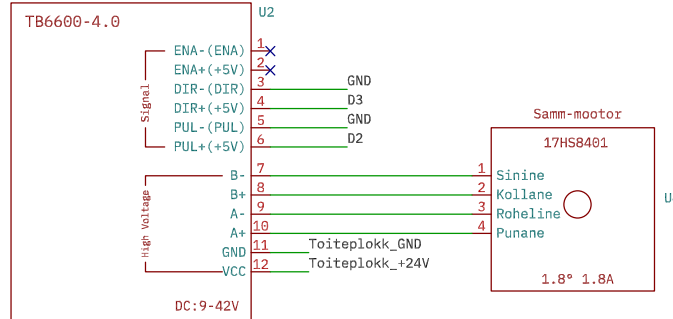 U2
TB6600-4.0
ENA-(ENA) 1
ENA+(+5V) 2
DIR-(DIR) 3 GND
DIR+(+5V) 4 D3
PUL-(PUL) 5 GND
PUL+(+5V) 6 D2
Signal
B- 7
B+ 8
A- 9
A+ 10
GND 11 Toiteplokk_GND
VCC 12 Toiteplokk_+24V
High Voltage
DC:9-42V
Samm-mootor
17HS8401
1 Sinine
2 Kollane
3 Roheline
4 Punane
1.8° 1.8A